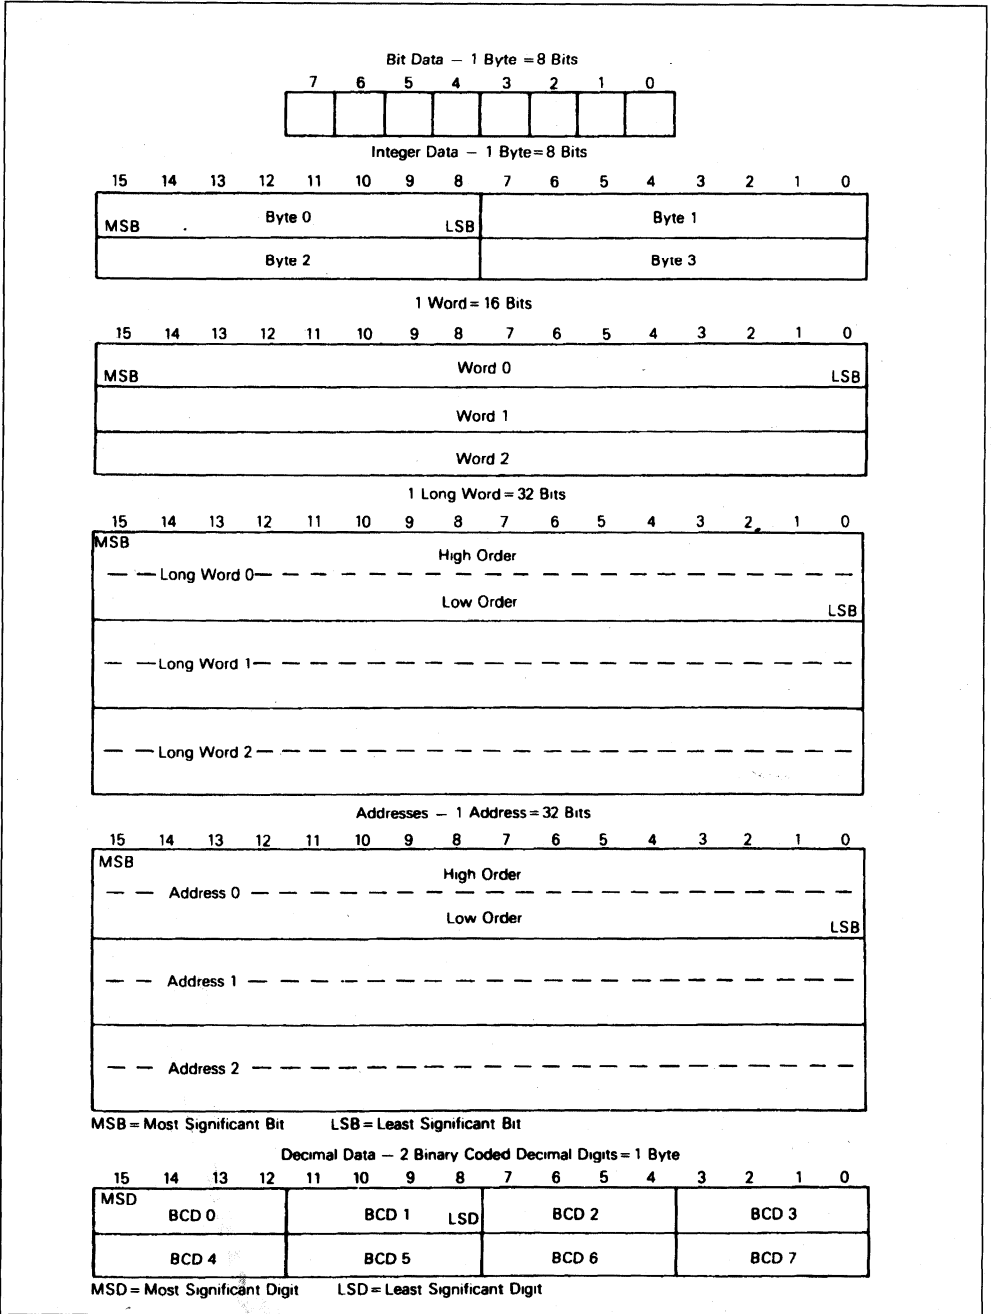 Bit Data — 1 Byte = 8 Bits
7 6 5 4 3 2 1 0
Integer Data — 1 Byte = 8 Bits
15 14 13 12 11 10 9 8 7 6 5 4 3 2 1 0
MSB Byte 0 LSB Byte 1
Byte 2 Byte 3
1 Word = 16 Bits
15 14 13 12 11 10 9 8 7 6 5 4 3 2 1 0
MSB Word 0 LSB
Word 1
Word 2
1 Long Word = 32 Bits
15 14 13 12 11 10 9 8 7 6 5 4 3 2 1 0
MSB
High Order
Long Word 0
Low Order LSB
Long Word 1
Long Word 2
Addresses — 1 Address = 32 Bits
15 14 13 12 11 10 9 8 7 6 5 4 3 2 1 0
MSB
High Order
Address 0
Low Order LSB
Address 1
Address 2
MSB = Most Significant Bit LSB = Least Significant Bit
Decimal Data — 2 Binary Coded Decimal Digits = 1 Byte
15 14 13 12 11 10 9 8 7 6 5 4 3 2 1 0
MSD BCD 0 BCD 1 LSD BCD 2 BCD 3
BCD 4 BCD 5 BCD 6 BCD 7
MSD = Most Significant Digit LSD = Least Significant Digit